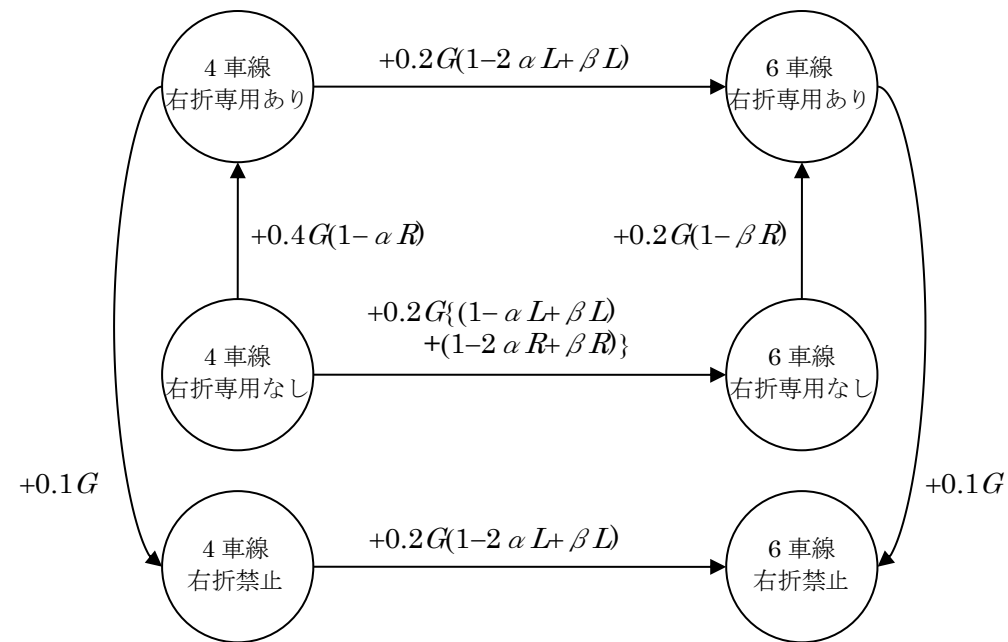 4 車線
右折専用あり
+0.2G(1−2αL+βL)
6 車線
右折専用あり
+0.4G(1−αR)
+0.2G(1−βR)
4 車線
右折専用なし
+0.2G{(1−αL+βL)
+(1−2αR+βR)}
6 車線
右折専用なし
+0.1G
+0.1G
4 車線
右折禁止
+0.2G(1−2αL+βL)
6 車線
右折禁止